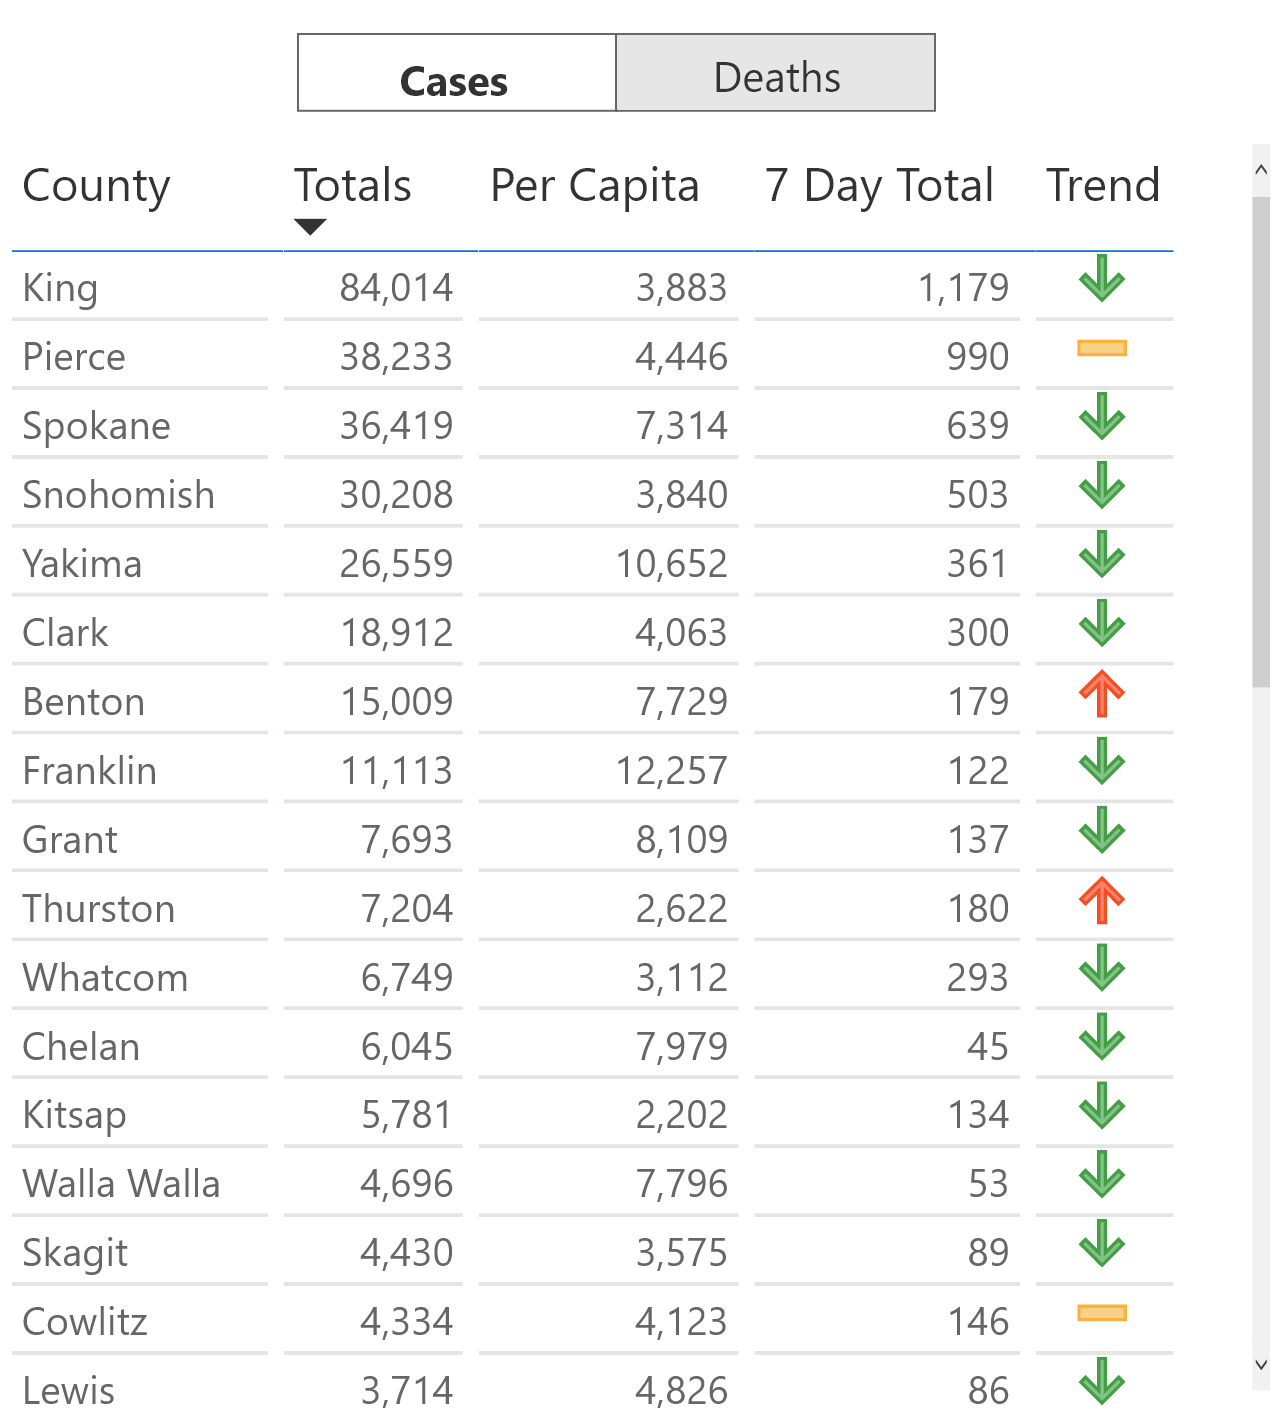 Cases Deaths
County Totals Per Capita 7 Day Total Trend
King 84,014 3,883 1,179
Pierce 38,233 4,446 990
Spokane 36,419 7,314 639
Snohomish 30,208 3,840 503
Yakima 26,559 10,652 361
Clark 18,912 4,063 300
Benton 15,009 7,729 179
Franklin 11,113 12,257 122
Grant 7,693 8,109 137
Thurston 7,204 2,622 180
Whatcom 6,749 3,112 293
Chelan 6,045 7,979 45
Kitsap 5,781 2,202 134
Walla Walla 4,696 7,796 53
Skagit 4,430 3,575 89
Cowlitz 4,334 4,123 146
Lewis 3,714 4,826 86